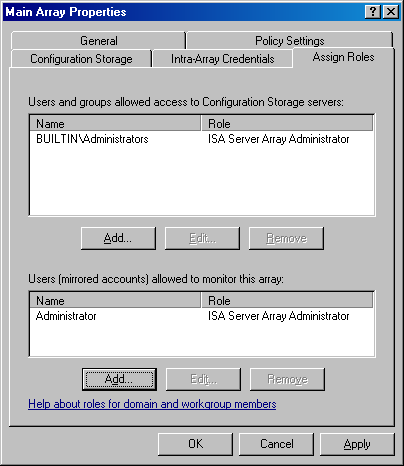 Main Array Properties
General Policy Settings
Configuration Storage Intra-Array Credentials Assign Roles
Users and groups allowed access to Configuration Storage servers:
Name Role
BUILTIN\Administrators ISA Server Array Administrator
Add... Edit... Remove
Users (mirrored accounts) allowed to monitor this array:
Name Role
Administrator ISA Server Array Administrator
Add... Edit... Remove
Help about roles for domain and workgroup members
OK Cancel Apply